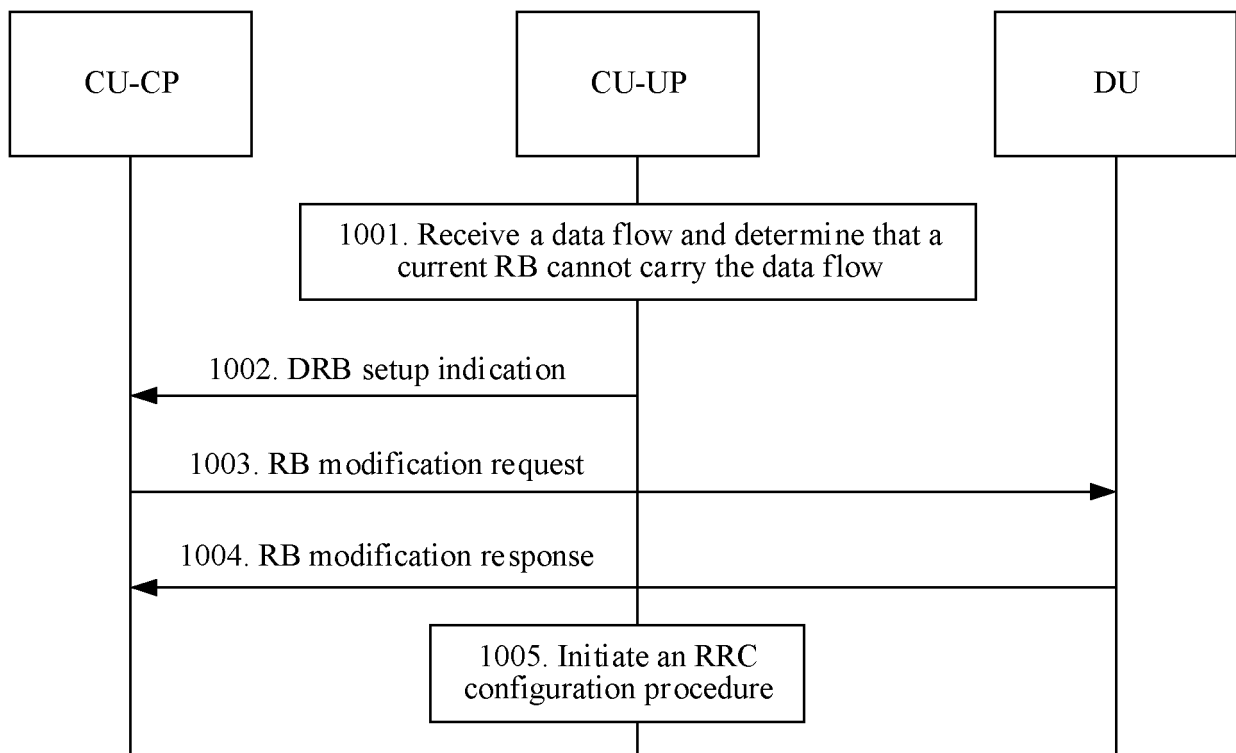 CU-CP
CU-UP
DU
1001. Receive a data flow and determine that a
current RB cannot carry the data flow
1002. DRB setup indication
1003. RB modification request
1004. RB modification response
1005. Initiate an RRC
configuration procedure